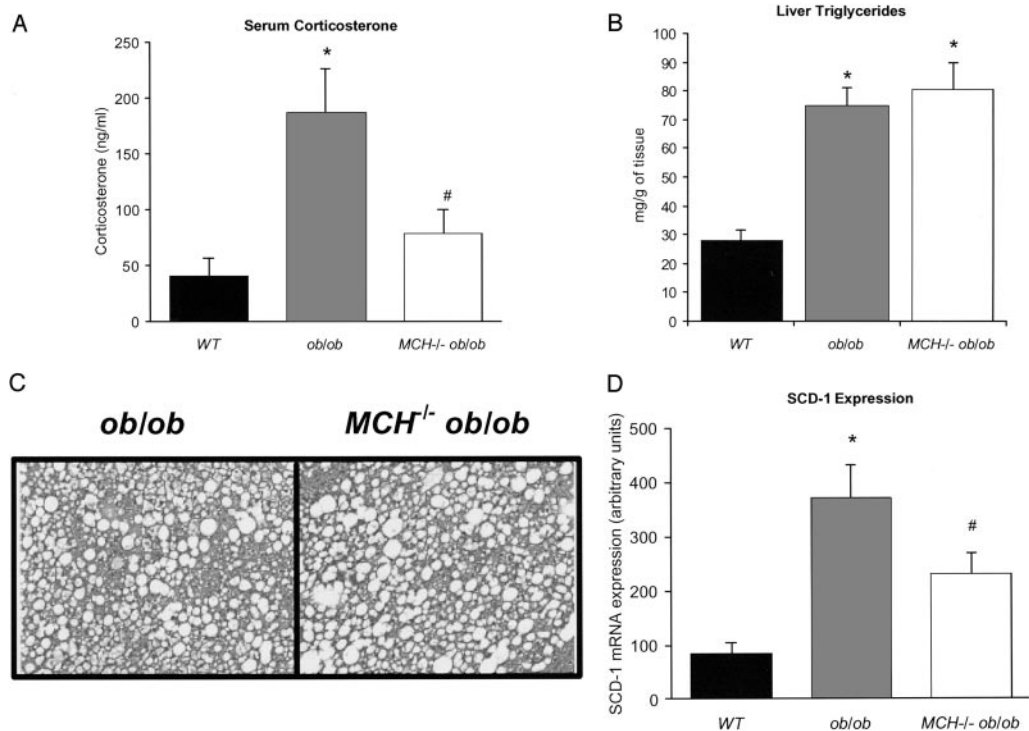 A
Serum Corticosterone
Corticosterone (ng/ml)
250
200
150
100
50
0
*
#
WT
ob/ob
MCH-/- ob/ob
B
Liver Triglycerides
mg/g of tissue
100
90
80
70
60
50
40
30
20
10
0
*
*
WT
ob/ob
MCH-/- ob/ob
C
ob/ob
MCH-/- ob/ob
D
SCD-1 Expression
SCD-1 mRNA expression (arbitrary units)
500
400
300
200
100
0
*
#
WT
ob/ob
MCH-/- ob/ob